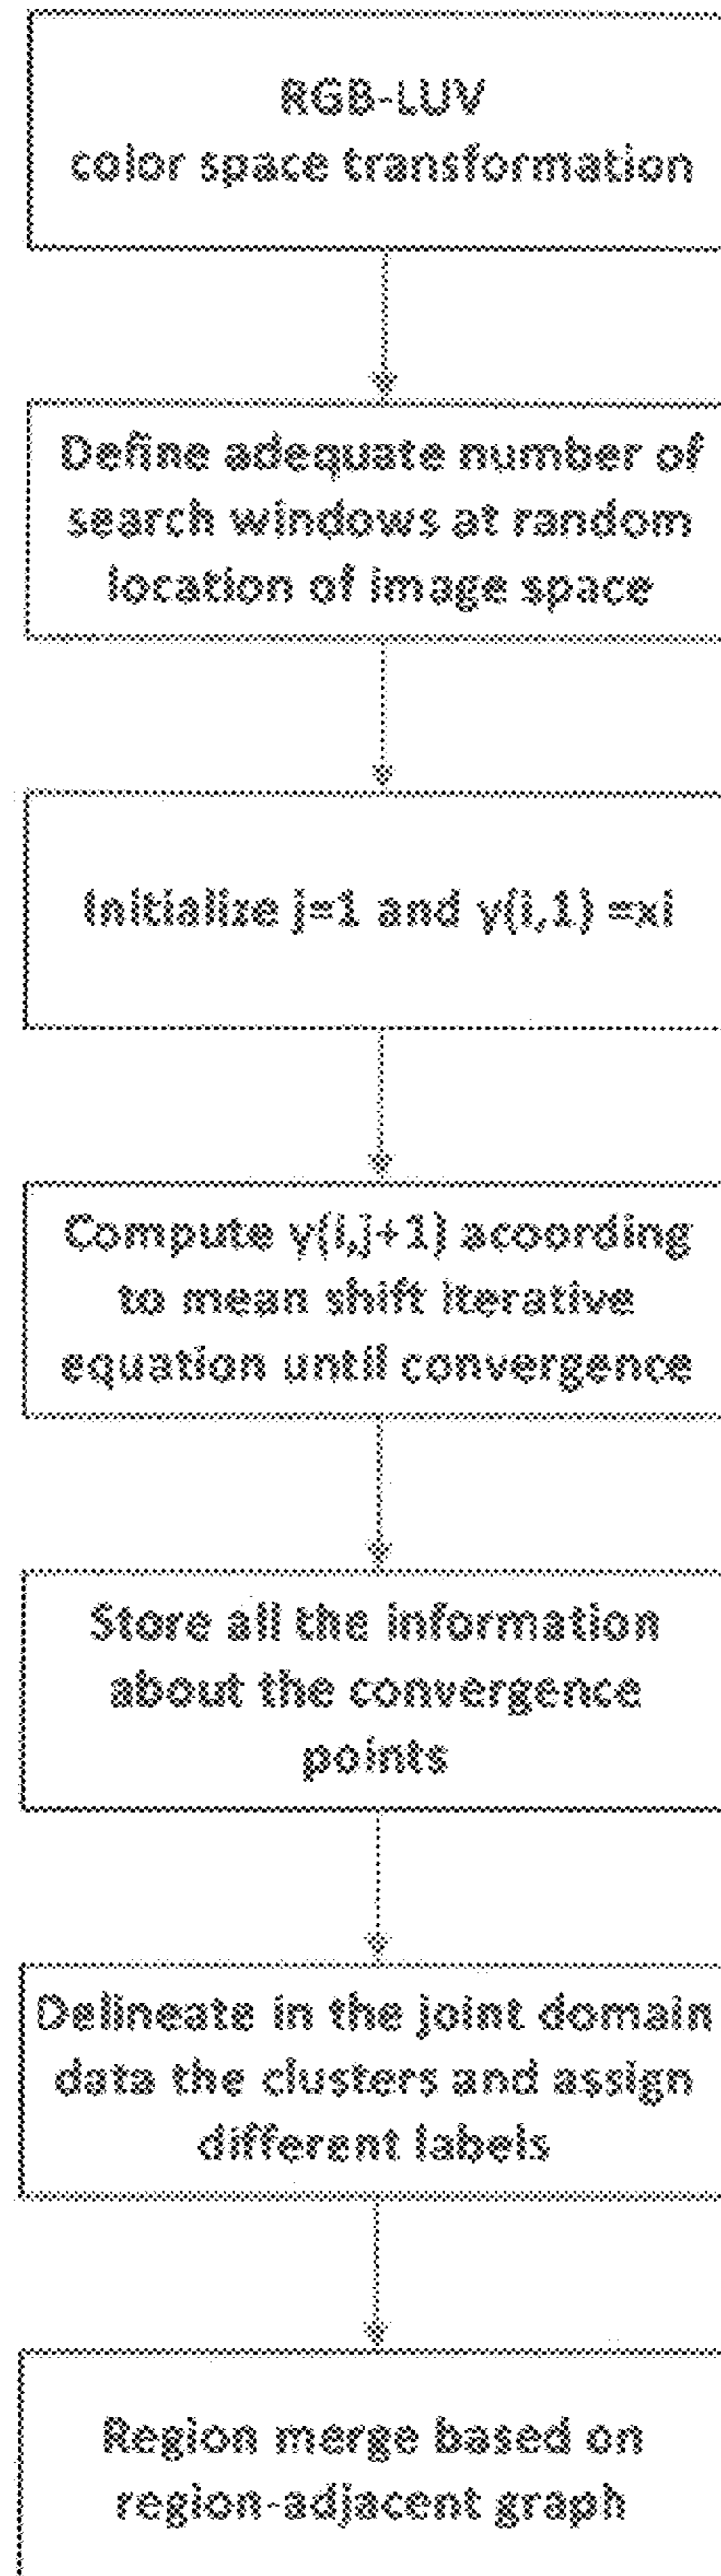 RGB-LUV
color space transformation
Define adequate number of
search windows at random
location of image space
Initialize j=1 and y(i,1) =xi
Compute y(i,j+1) acoording
to mean shift iterative
equation until convergence
Store all the information
about the convergence
points
Delineate in the joint domain
data the clusters and assign
different labels
Region merge based on
region-adjacent graph